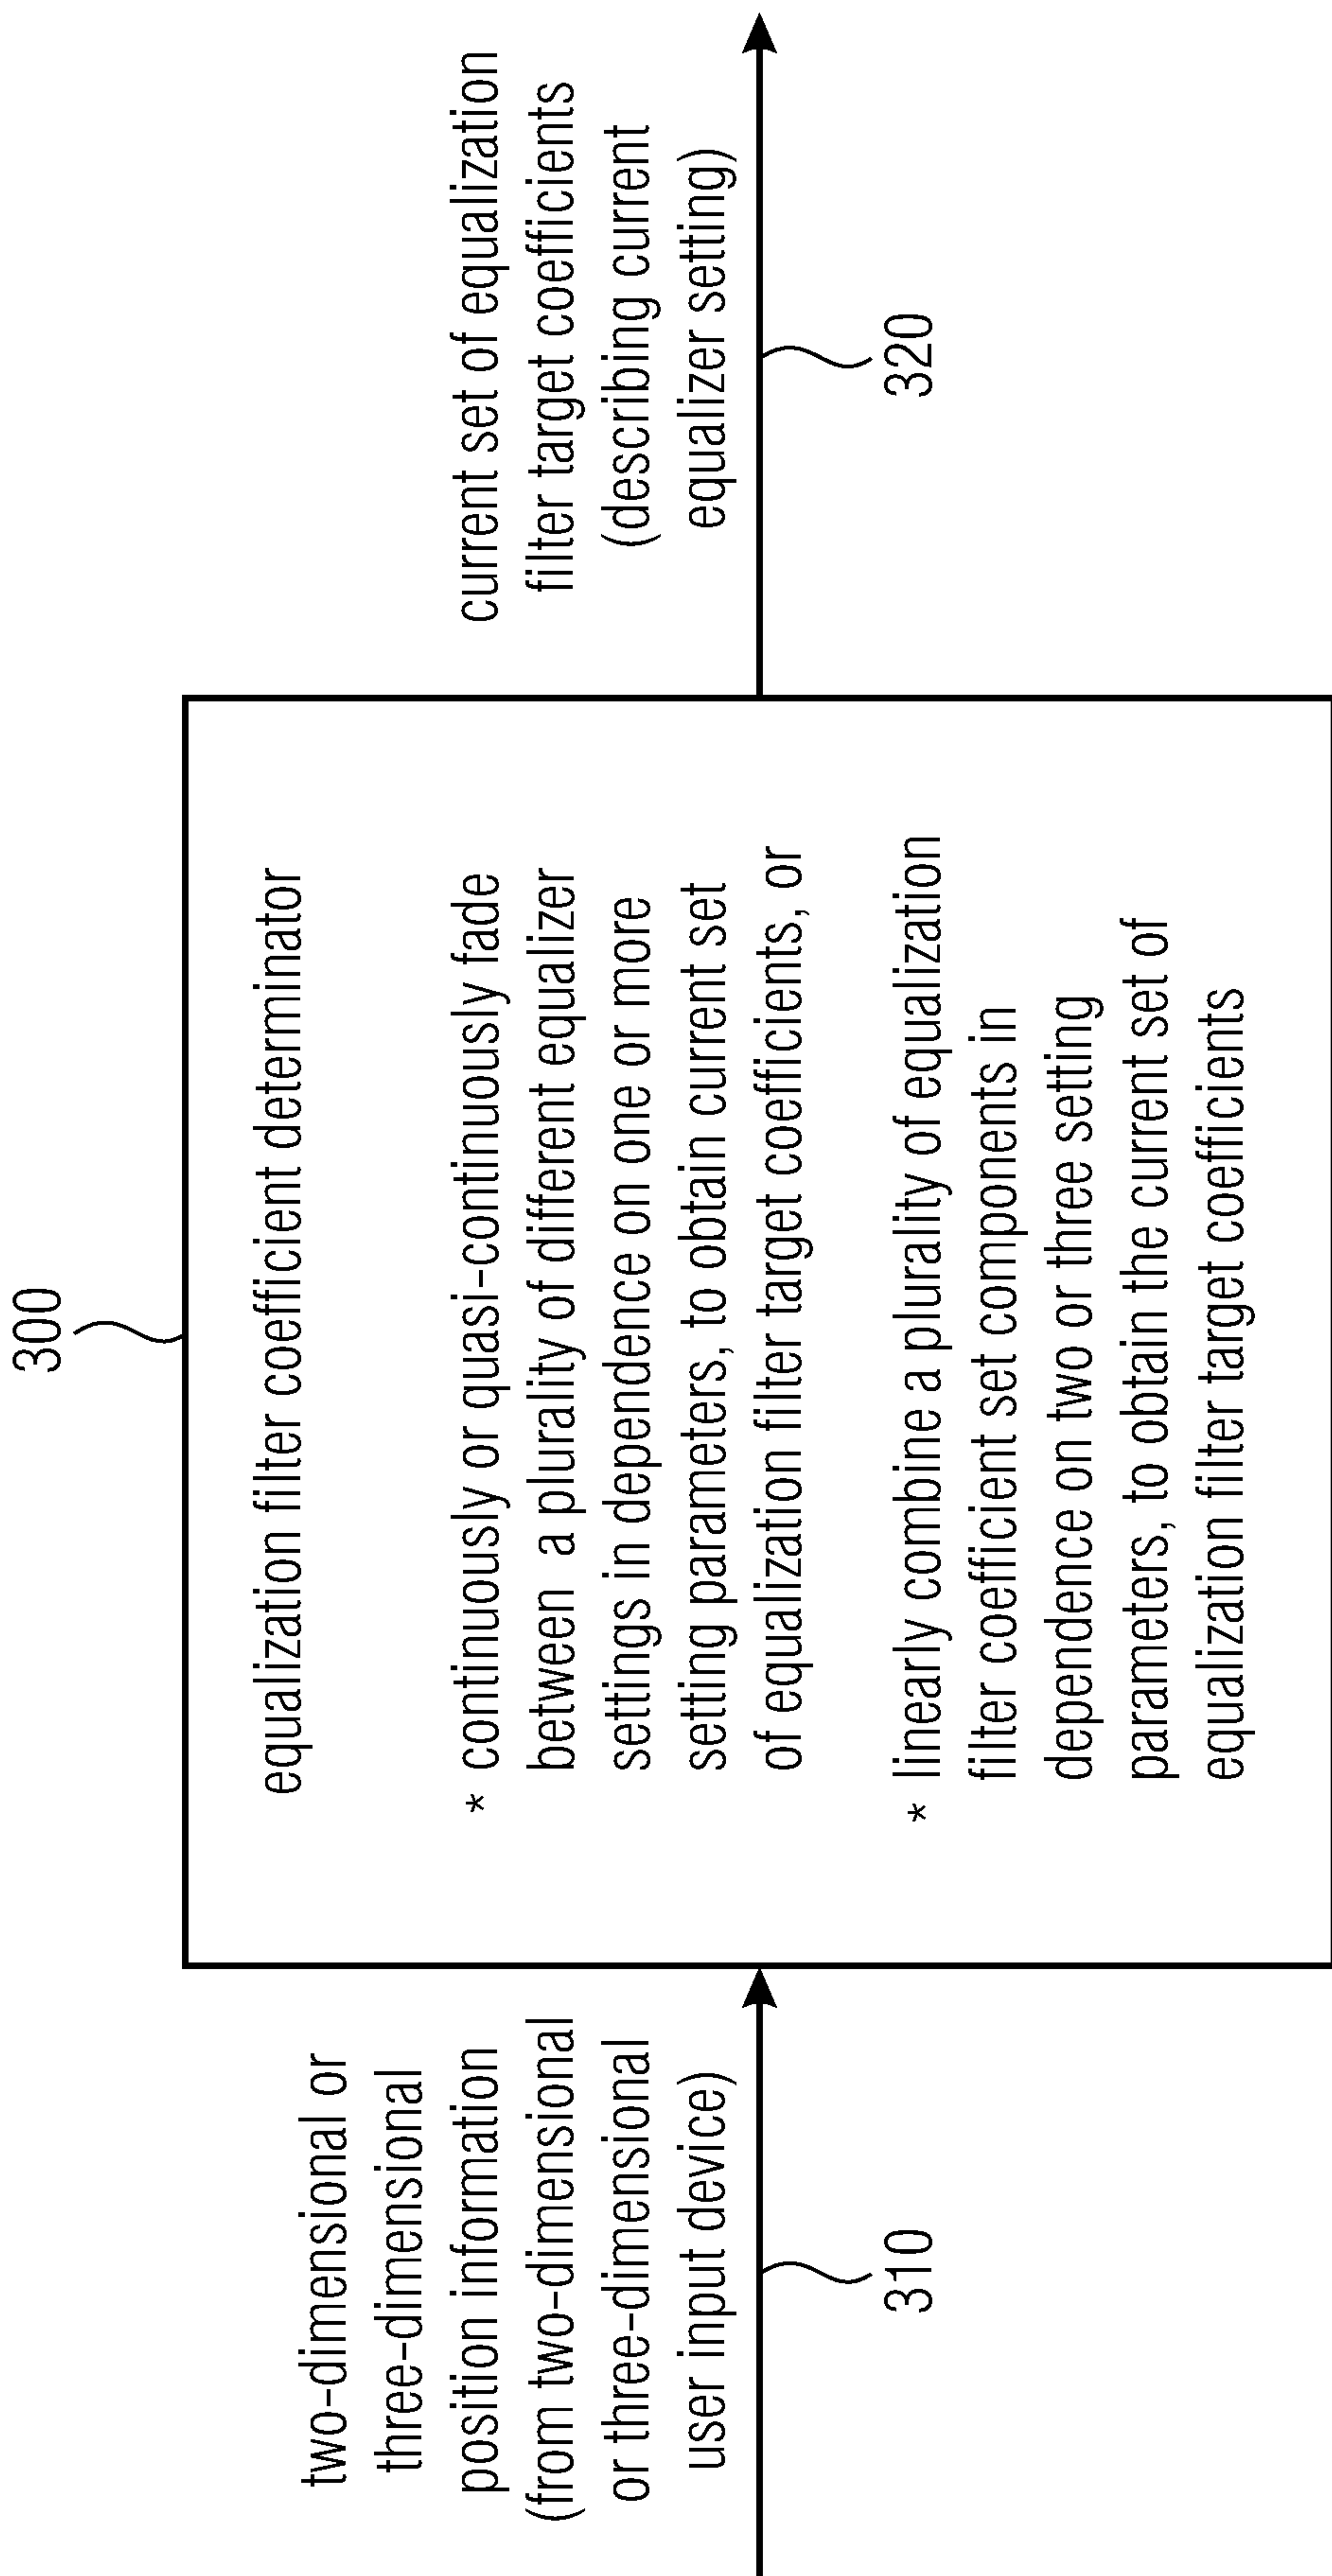 300
two-dimensional or
three-dimensional
position information
(from two-dimensional
or three-dimensional
user input device)
310
equalization filter coefficient determinator
* continuously or quasi-continuously fade
between a plurality of different equalizer
settings in dependence on one or more
setting parameters, to obtain current set
of equalization filter target coefficients, or
* linearly combine a plurality of equalization
filter coefficient set components in
dependence on two or three setting
parameters, to obtain the current set of
equalization filter target coefficients
current set of equalization
filter target coefficients
(describing current
equalizer setting)
320